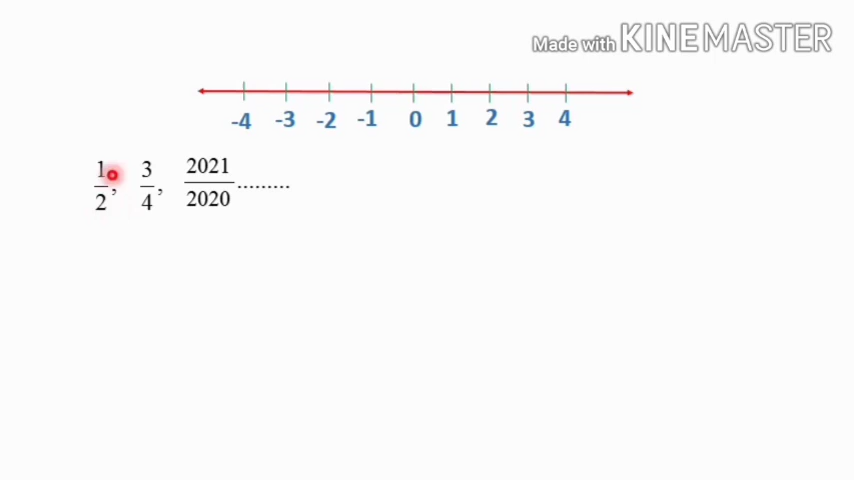 Made with KINEMASTER
-4 -3 -2 -1 0 1 2 3 4
1/2, 3/4, 2021/2020.........